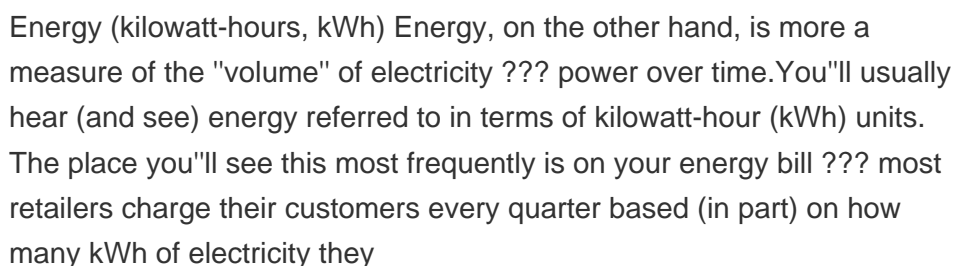 Energy (kilowatt-hours, kWh) Energy, on the other hand, is more a
measure of the "volume" of electricity ??? power over time.You"ll usually
hear (and see) energy referred to in terms of kilowatt-hour (kWh) units.
The place you"ll see this most frequently is on your energy bill ??? most
retailers charge their customers every quarter based (in part) on how
many kWh of electricity they